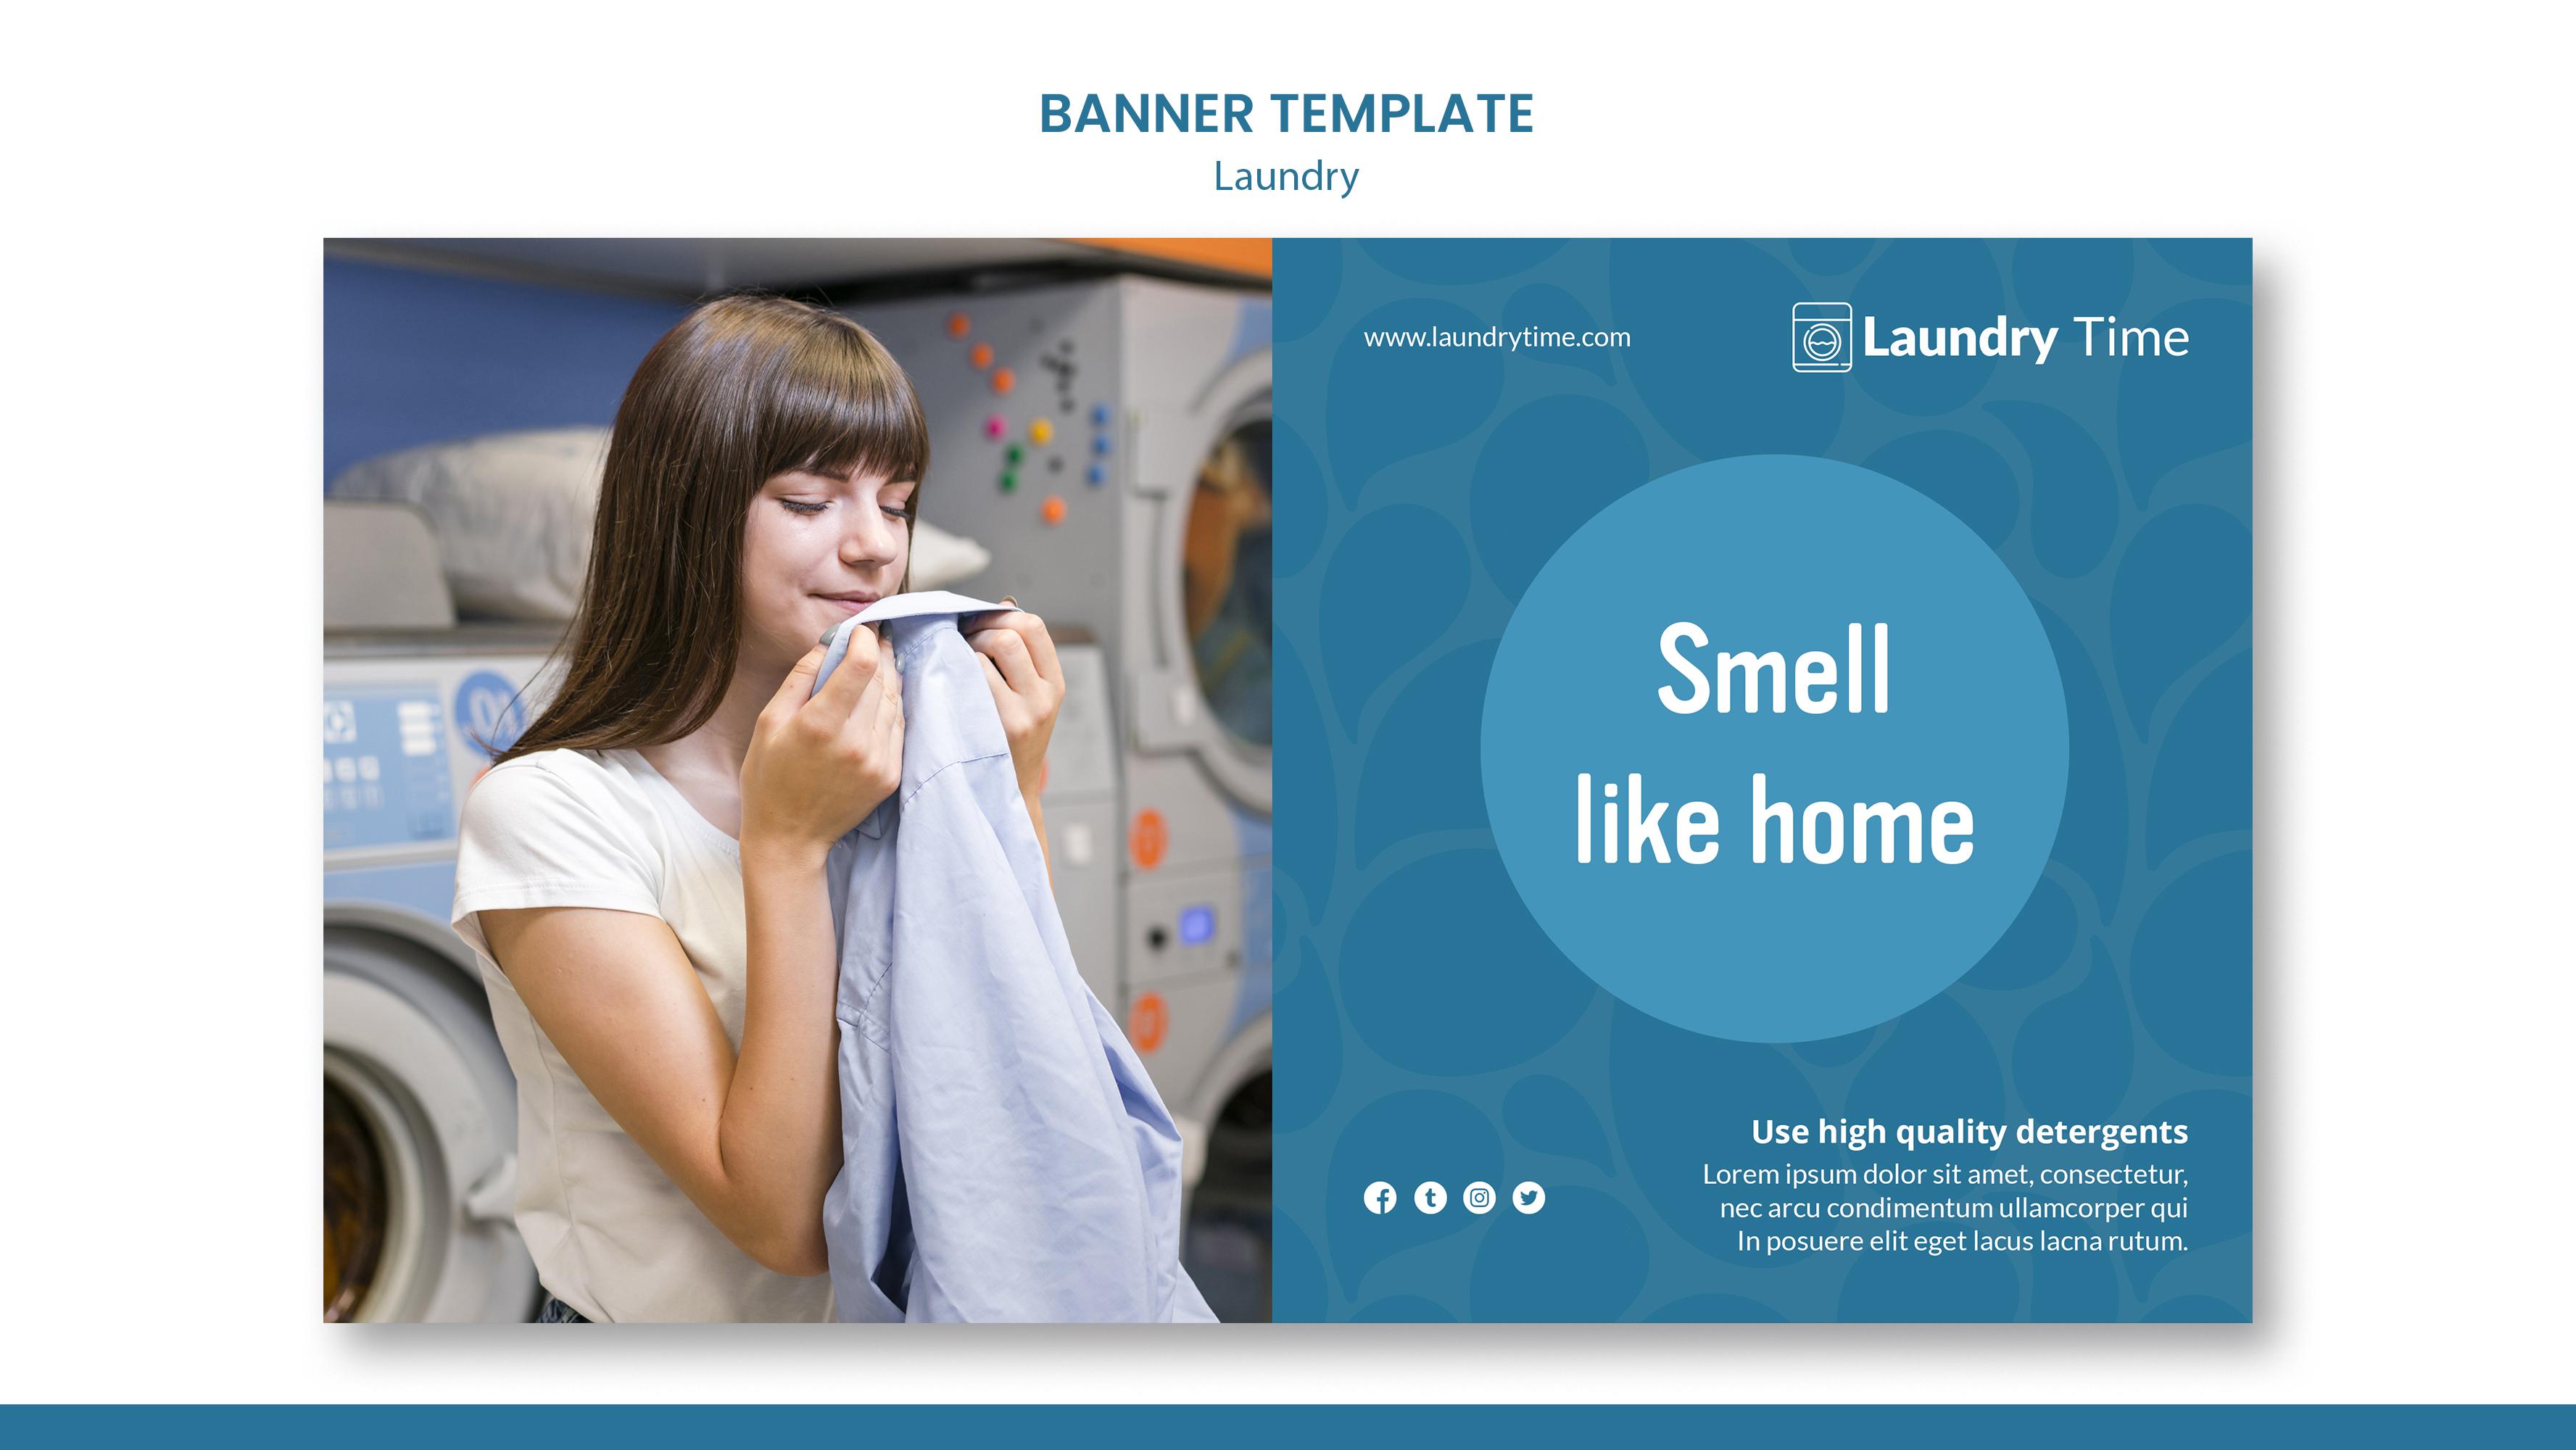 BANNER TEMPLATE
Laundry
www.laundrytime.com
Laundry Time
Smell
like home
Use high quality detergents
Lorem ipsum dolor sit amet, consectetur,
nec arcu condimentum ullamcorper qui
In posuere elit eget lacus lacna rutum.